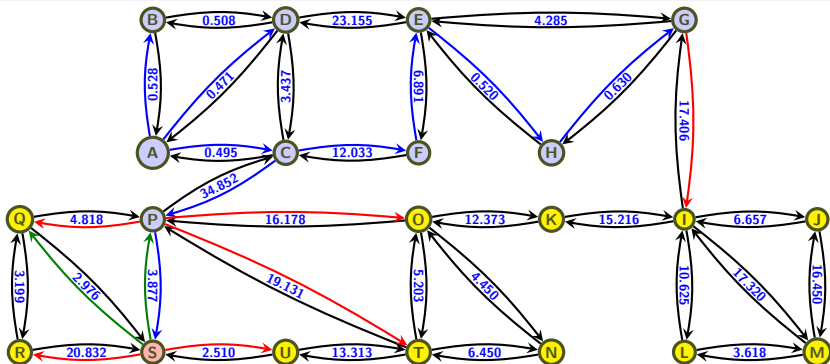 B 0.508 D 23.155 E 4.285 G
0.528 0.471 3.437 6.891 0.520 0.630 17.406
A 0.495 C 12.033 F H
34.852
Q 4.818 P 16.178 O 12.373 K 15.216 I 6.657 J
3.199 2.976 3.877 19.131 5.203 4.450 10.625 17.320 16.450
R 20.832 S 2.510 U 13.313 T 6.450 N L 3.618 M